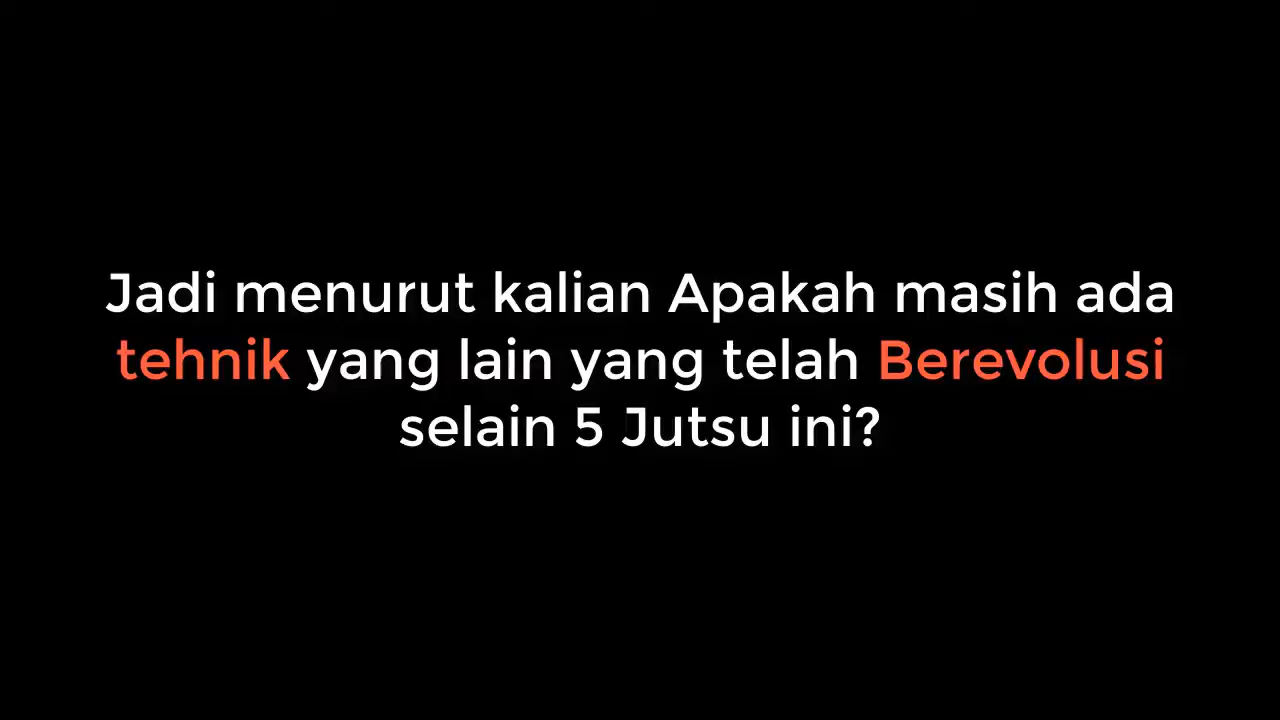 Jadi menurut kalian Apakah masih ada
tehnik yang lain yang telah Berevolusi
selain 5 Jutsu ini?